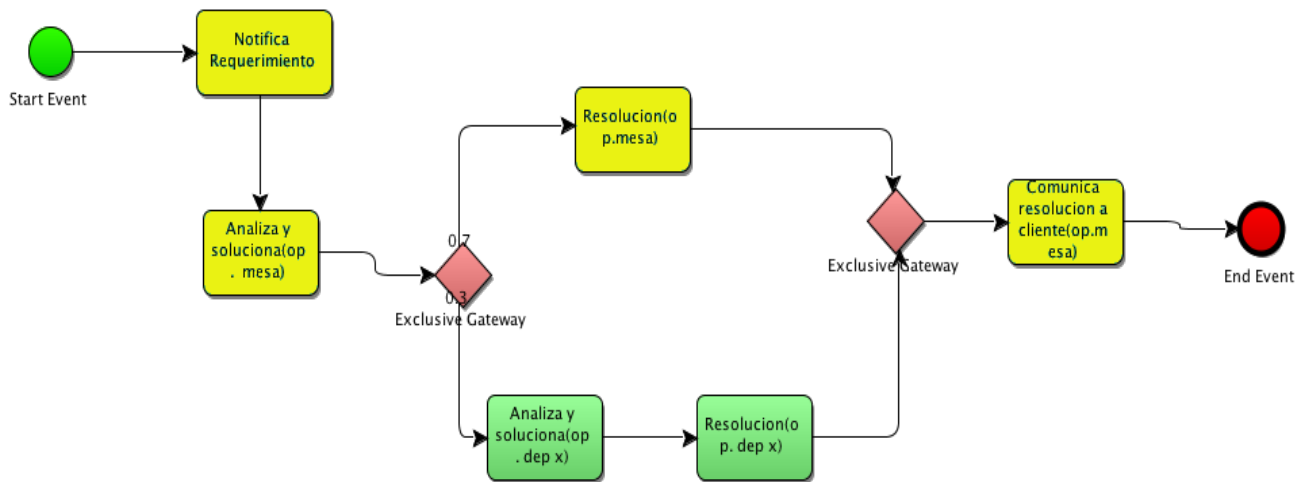 Start Event
Notifica
Requerimiento
Analiza y
soluciona(op
. mesa)
0.7
0.3
Exclusive Gateway
Resolucion(o
p.mesa)
Analiza y
soluciona(op
. dep x)
Resolucion(o
p. dep x)
Exclusive Gateway
Comunica
resolucion a
cliente(op.m
esa)
End Event